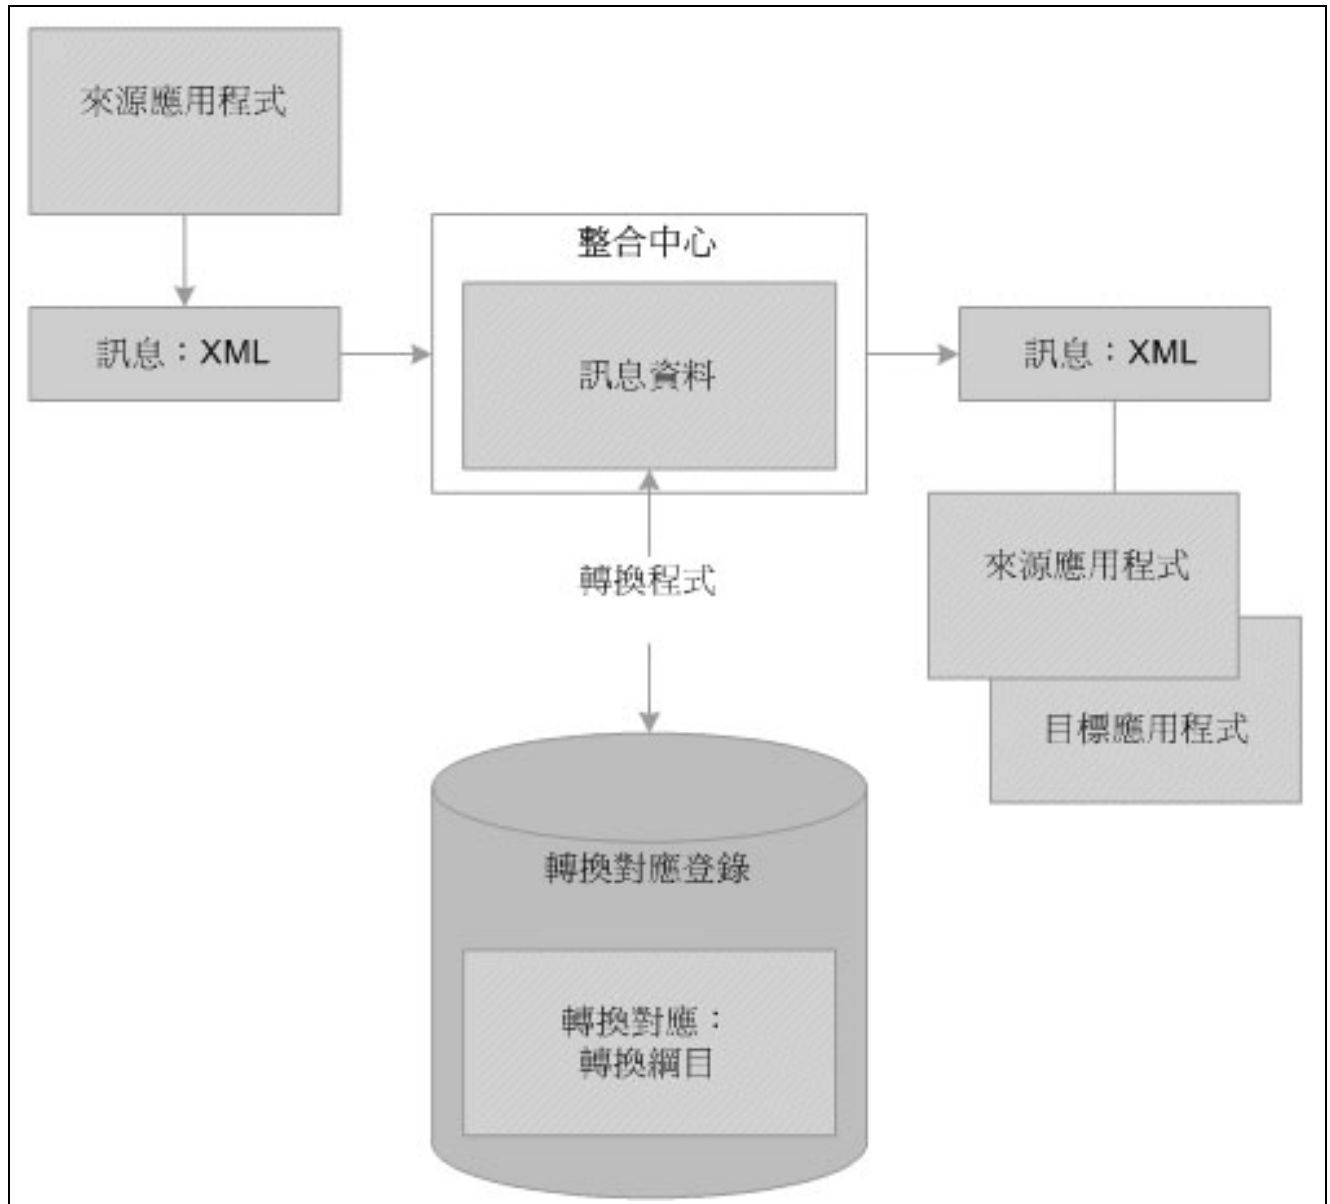 來源應用程式
整合中心
訊息：XML
訊息資料
訊息：XML
轉換程式
來源應用程式
目標應用程式
轉換對應登錄
轉換對應：
轉換綱目